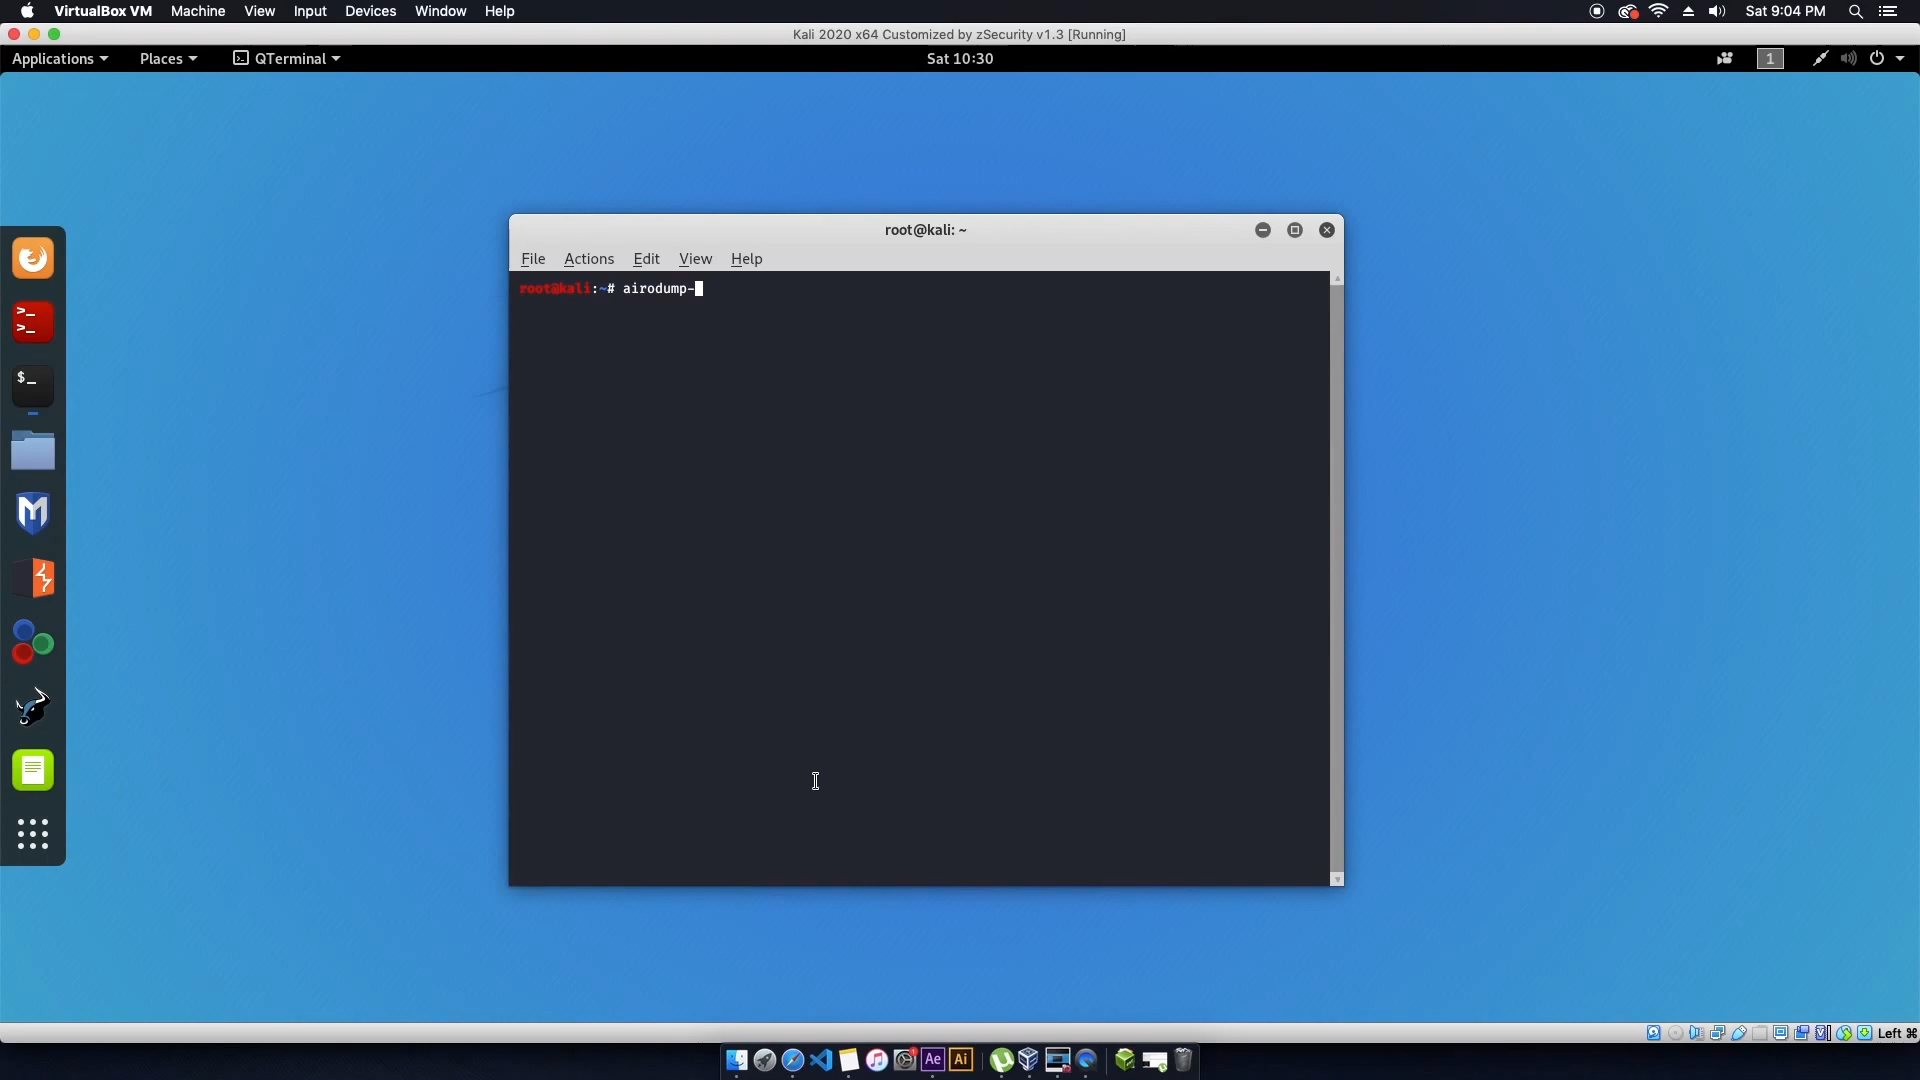 VirtualBox VM Machine View Input Devices Window Help Sat 9:04 PM
Kali 2020 x64 Customized by zSecurity v1.3 [Running]
Applications Places QTerminal Sat 10:30 1
root@kali: ~
File Actions Edit View Help
root@kali:~# airodump-
>_
>_
$_
M
Left ⌘
Ae Ai